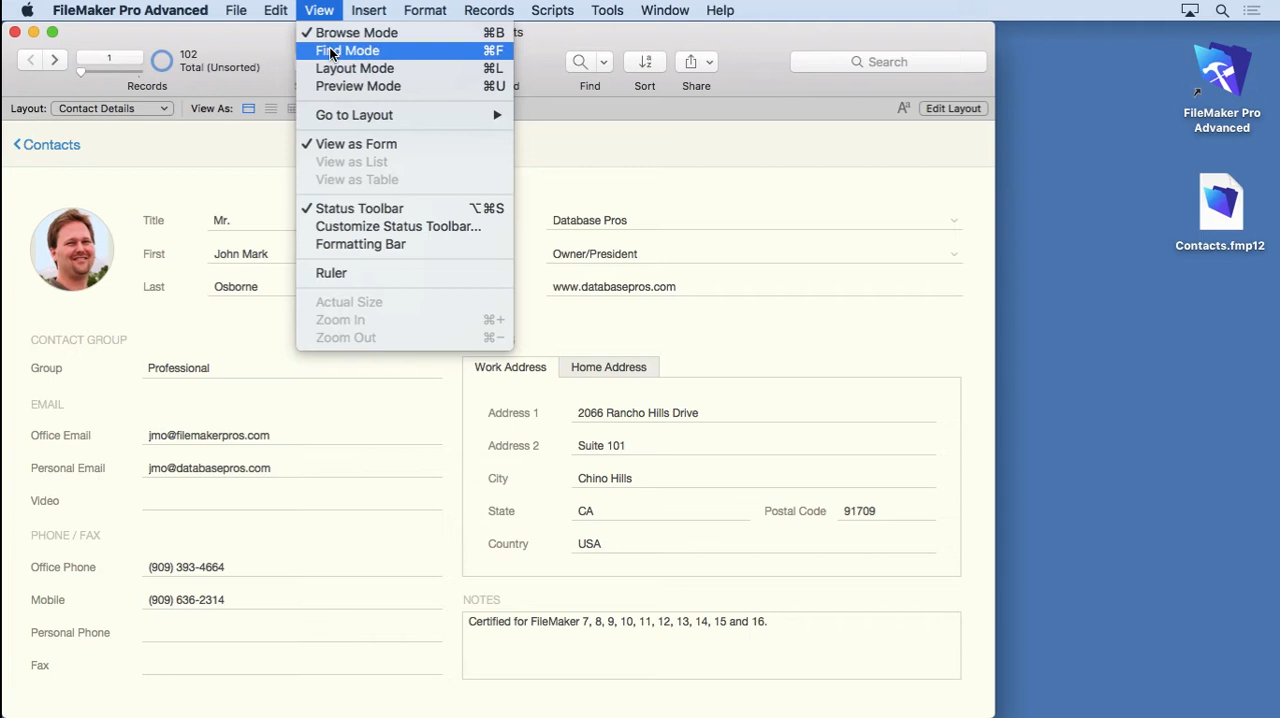 FileMaker Pro Advanced File Edit View Insert Format Records Scripts Tools Window Help
✓ Browse Mode ⌘B
Find Mode ⌘F
Layout Mode ⌘L
Preview Mode ⌘U
Go to Layout
✓ View as Form
View as List
View as Table
✓ Status Toolbar ⌥⌘S
Customize Status Toolbar...
Formatting Bar
Ruler
Actual Size
Zoom In ⌘+
Zoom Out ⌘−
ts
1
102
Total (Unsorted)
Search
Records
d
Find
Sort
Share
Layout: Contact Details View As:
Aa
Edit Layout
Contacts
Title Mr.
First John Mark
Last Osborne
Database Pros
Owner/President
www.databasepros.com
CONTACT GROUP
Group Professional
EMAIL
Office Email jmo@filemakerpros.com
Personal Email jmo@databasepros.com
Video
PHONE / FAX
Office Phone (909) 393-4664
Mobile (909) 636-2314
Personal Phone
Fax
Work Address Home Address
Address 1 2066 Rancho Hills Drive
Address 2 Suite 101
City Chino Hills
State CA Postal Code 91709
Country USA
NOTES
Certified for FileMaker 7, 8, 9, 10, 11, 12, 13, 14, 15 and 16.
FileMaker Pro
Advanced
Contacts.fmp12